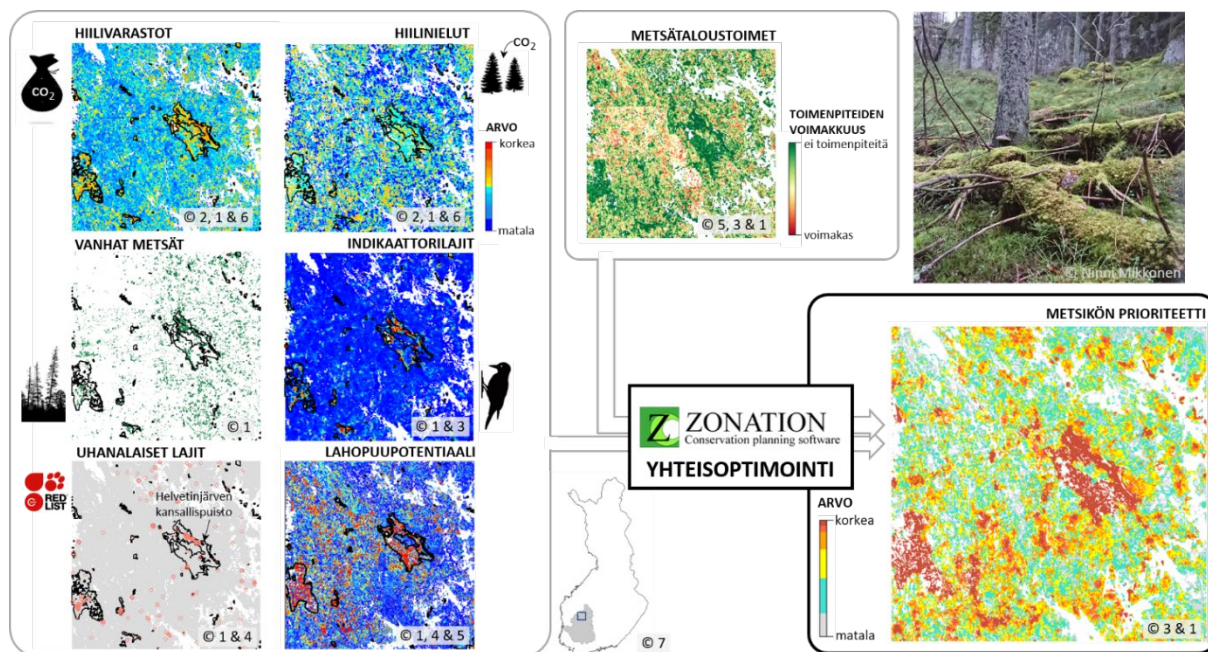 HIILIVARASTOT
CO2
© 2, 1 & 6
HIILINIELUT
CO2
© 2, 1 & 6
ARVO
korkea
matala
VANHAT METSÄT
© 1
INDIKAATTORILAJIT
© 1 & 3
UHANALAISET LAJIT
RED
LIST
Helvetinjärven
kansallispuisto
© 1 & 4
LAHOPUUPOTENTIAALI
© 1, 4 & 5
METSÄTALOUSTOIMET
© 5, 3 & 1
TOIMENPITEIDEN
VOIMAKKUUS
ei toimenpiteitä
voimakas
© Ninni Mikkonen
Z ZONATION
Conservation planning software
YHTEISOPTIMOINTI
© 7
METSIKÖN PRIORITEETTI
ARVO
korkea
matala
© 3 & 1